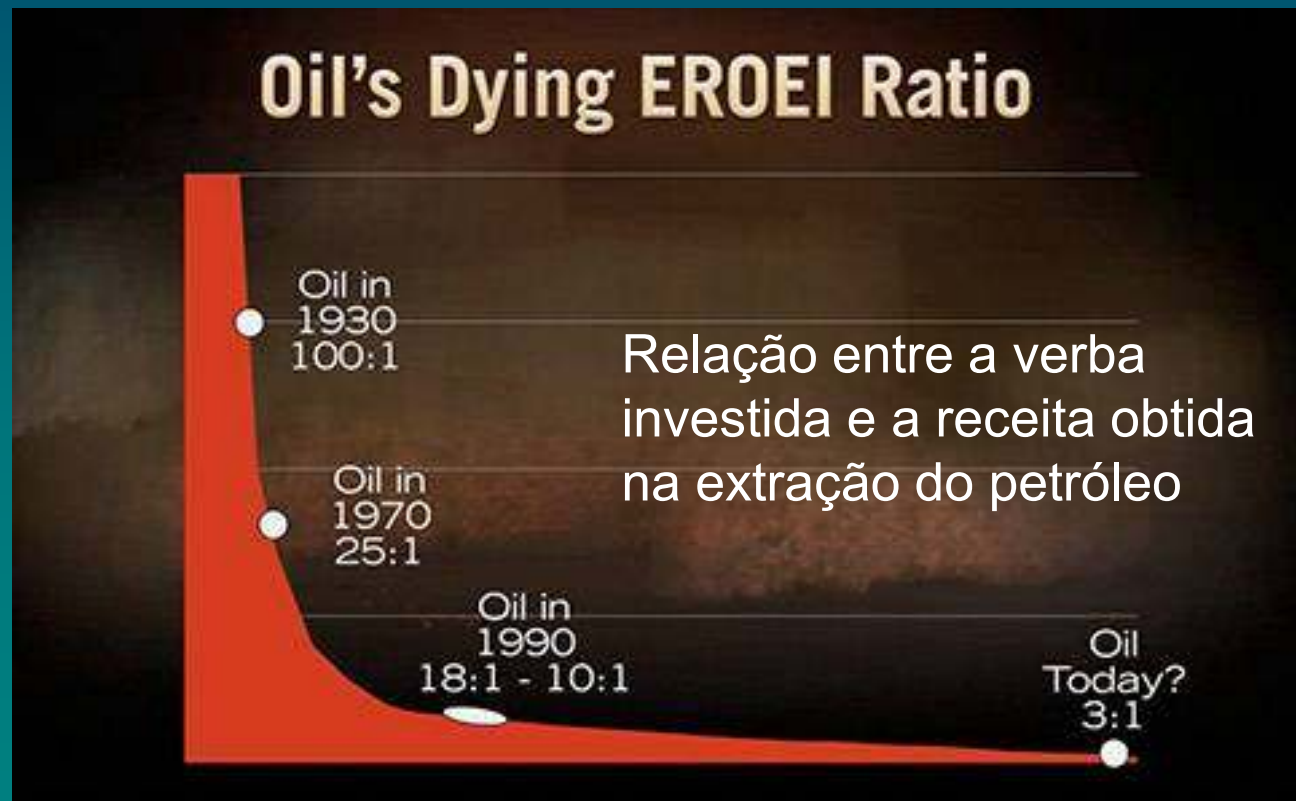 Oil's Dying EROEI Ratio
Oil in
1930
100:1
Relação entre a verba
investida e a receita obtida
na extração do petróleo
Oil in
1970
25:1
Oil in
1990
18:1 - 10:1
Oil
Today?
3:1